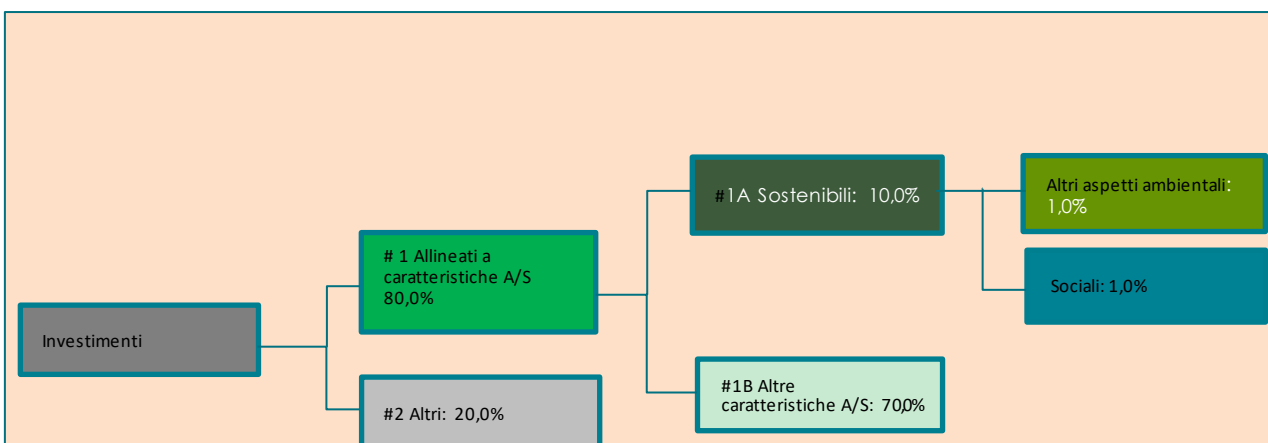 Investimenti
# 1 Allineati a
caratteristiche A/S
80,0%
#2 Altri: 20,0%
#1A Sostenibili: 10,0%
#1B Altre
caratteristiche A/S: 70,0%
Altri aspetti ambientali:
1,0%
Sociali: 1,0%